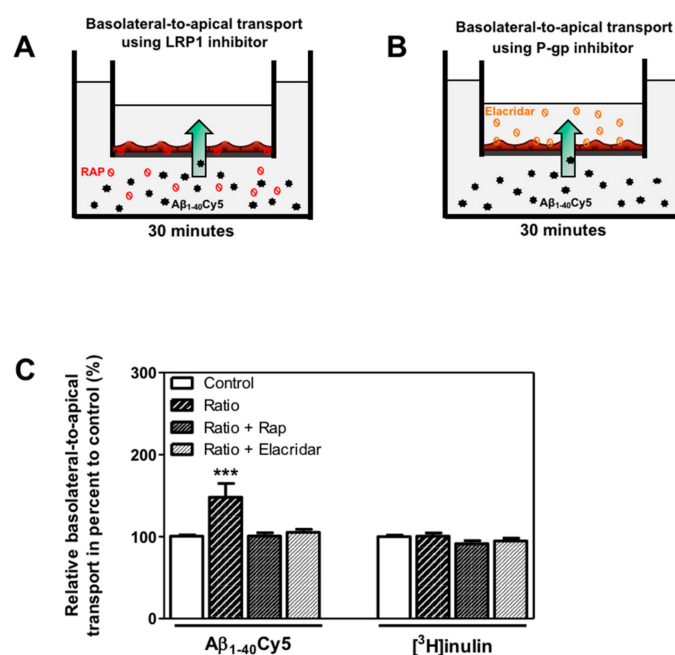 A
Basolateral-to-apical transport
using LRP1 inhibitor
RAP
Aβ1-40Cy5
30 minutes
B
Basolateral-to-apical transport
using P-gp inhibitor
Elacridar
Aβ1-40Cy5
30 minutes
C
Relative basolateral-to-apical
transport in percent to control (%)
300
200
100
0
Control
Ratio
Ratio + Rap
Ratio + Elacridar
***
Aβ1-40Cy5
[³H]inulin